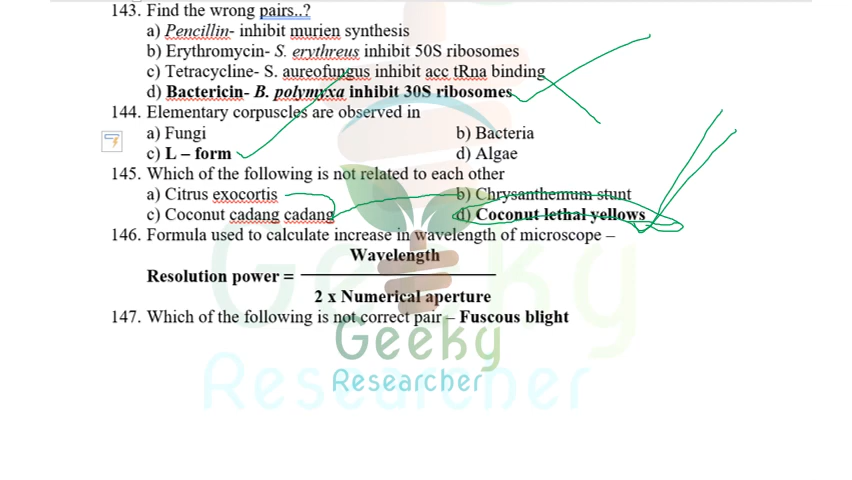 143. Find the wrong pairs..?
a) Pencillin- inhibit murien synthesis
b) Erythromycin- S. erythreus inhibit 50S ribosomes
c) Tetracycline- S. aureofungus inhibit acc tRna binding
d) Bactericin- B. polymyxa inhibit 30S ribosomes
144. Elementary corpuscles are observed in
a) Fungi b) Bacteria
c) L – form d) Algae
145. Which of the following is not related to each other
a) Citrus exocortis b) Chrysanthemum stunt
c) Coconut cadang cadang d) Coconut lethal yellows
146. Formula used to calculate increase in wavelength of microscope –
Wavelength
Resolution power =
2 x Numerical aperture
147. Which of the following is not correct pair – Fuscous blight
Geeky
Researcher
Geeky
Researcher